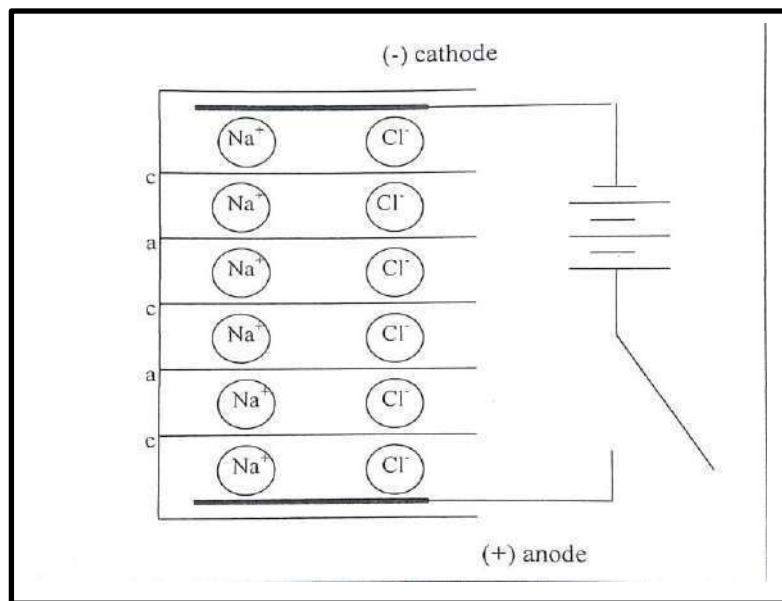 (-) cathode
Na⁺ Cl⁻
c
Na⁺ Cl⁻
a
Na⁺ Cl⁻
c
Na⁺ Cl⁻
a
Na⁺ Cl⁻
c
Na⁺ Cl⁻
(+) anode